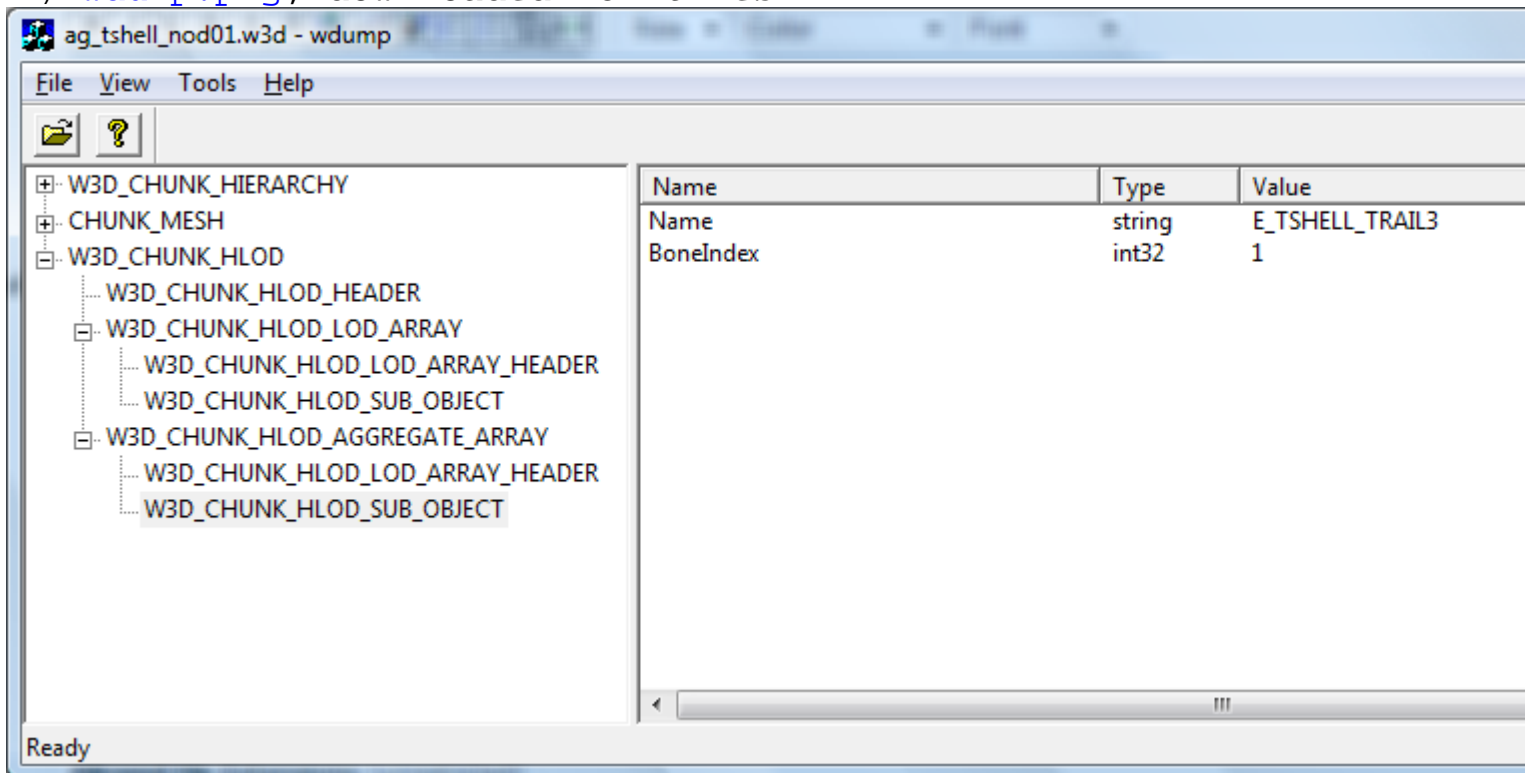 ag_tshell_nod01.w3d - wdump
File View Tools Help
W3D_CHUNK_HIERARCHY
CHUNK_MESH
W3D_CHUNK_HLOD
W3D_CHUNK_HLOD_HEADER
W3D_CHUNK_HLOD_LOD_ARRAY
W3D_CHUNK_HLOD_LOD_ARRAY_HEADER
W3D_CHUNK_HLOD_SUB_OBJECT
W3D_CHUNK_HLOD_AGGREGATE_ARRAY
W3D_CHUNK_HLOD_LOD_ARRAY_HEADER
W3D_CHUNK_HLOD_SUB_OBJECT
Name Type Value
Name string E_TSHELL_TRAIL3
BoneIndex int32 1
Ready